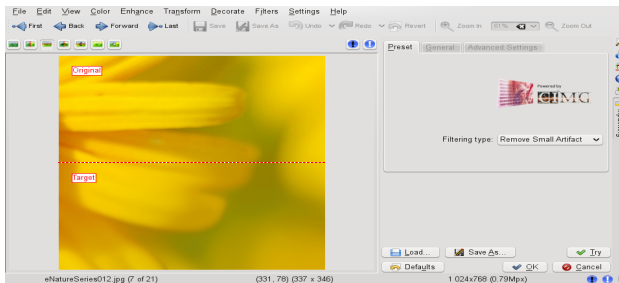 File Edit View Color Enhance Transform Decorate Filters Settings Help
First Back Forward Last Save Save As Undo Redo Revert Zoom In 61% Zoom Out
Preset General Advanced Settings
Original
Powered by
CIMG
Filtering type: Remove Small Artifact
Target
Load... Save As... Try
Defaults OK Cancel
eNatureSeries012.jpg (7 of 21) (331, 78) (337 x 346) 1 024x768 (0.79Mpx)